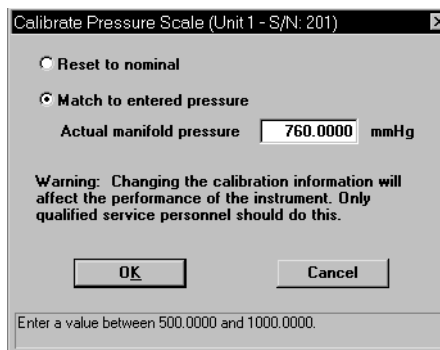 Calibrate Pressure Scale (Unit 1 - S/N: 201)
Reset to nominal
Match to entered pressure
Actual manifold pressure 760.0000 mmHg
Warning: Changing the calibration information will
affect the performance of the instrument. Only
qualified service personnel should do this.
OK Cancel
Enter a value between 500.0000 and 1000.0000.